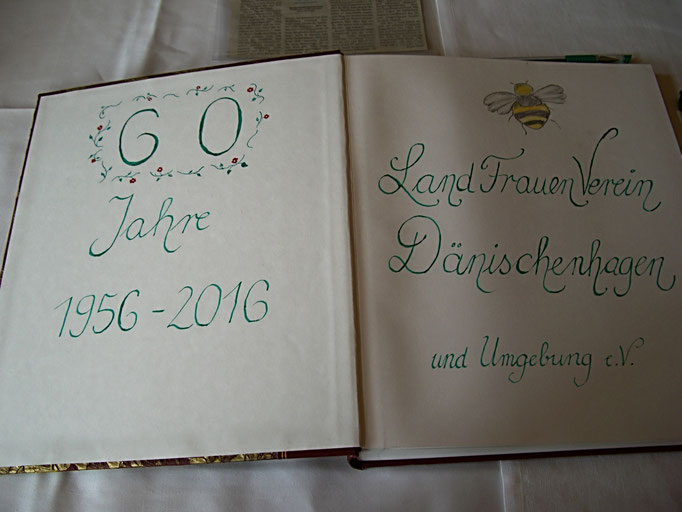 60
Jahre
1956 - 2016
LandFrauenVerein
Dänischenhagen
und Umgebung e.V.